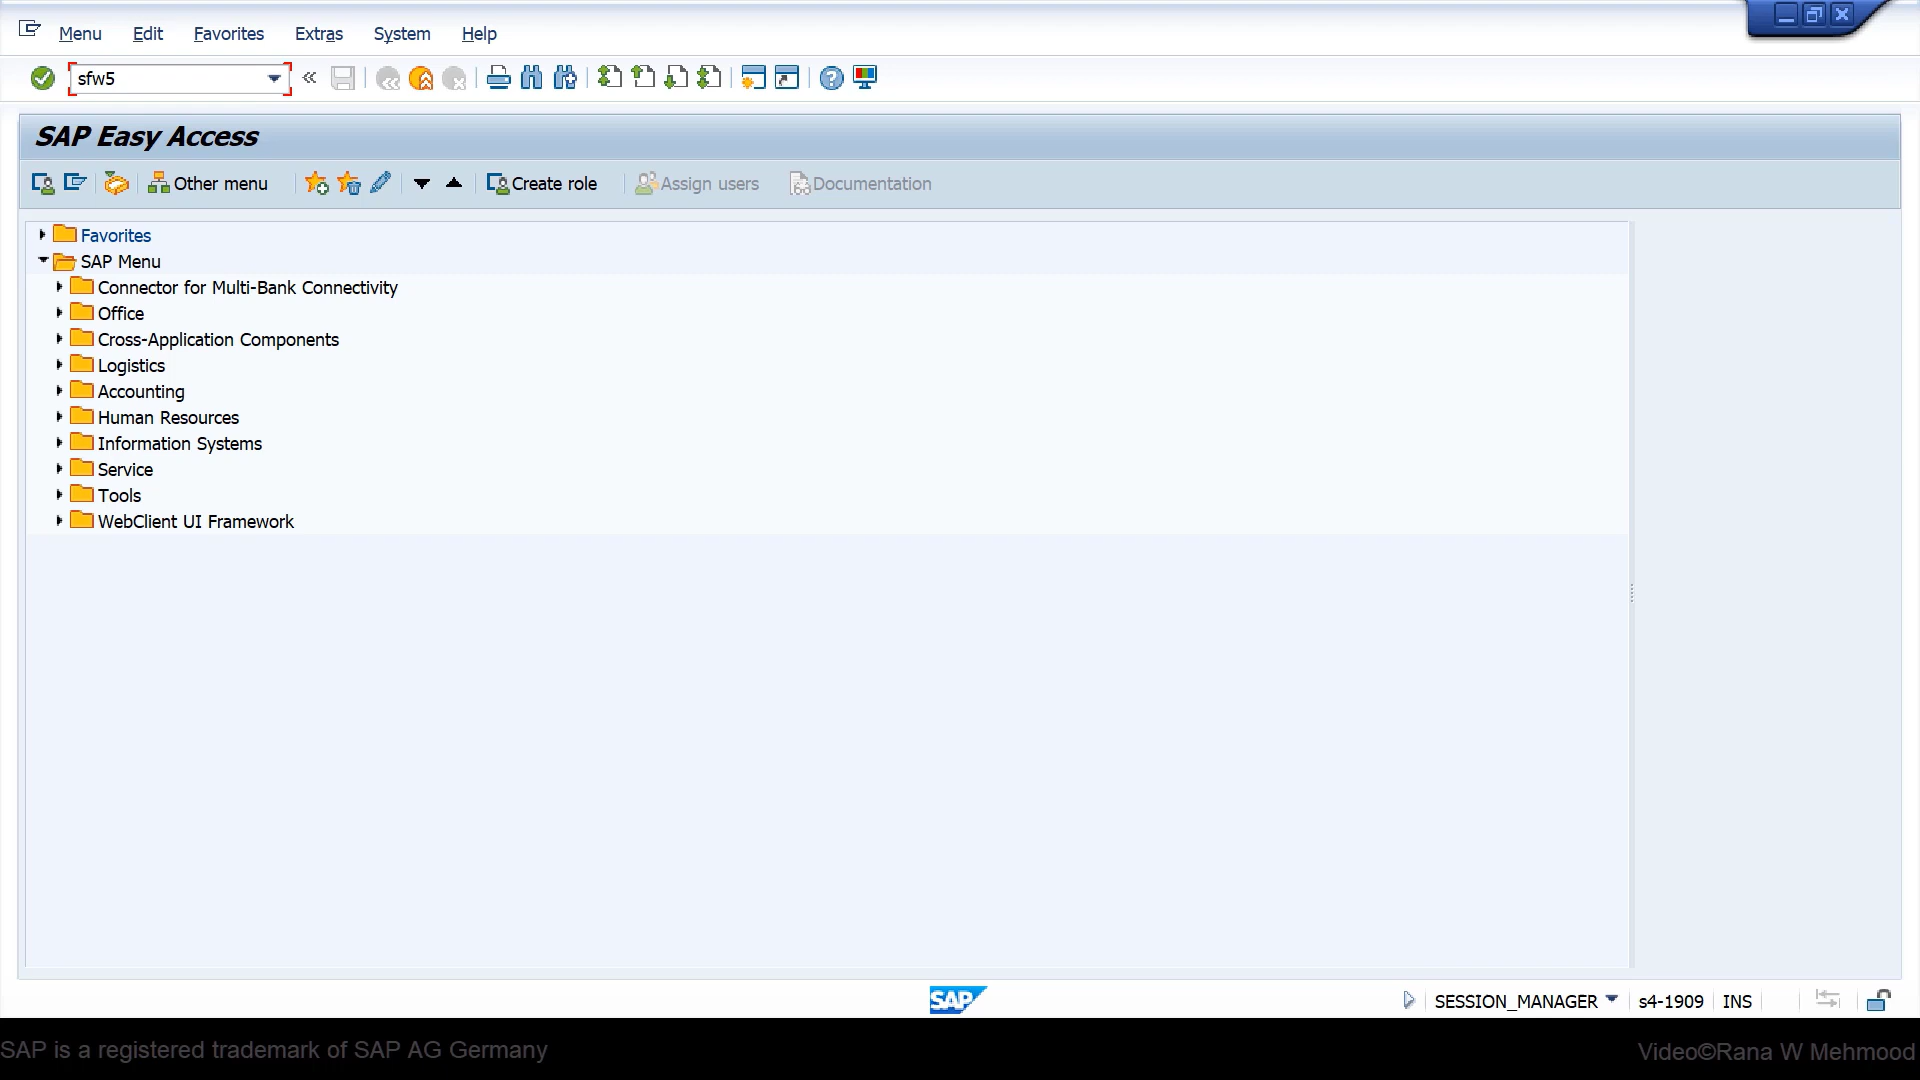 Menu Edit Favorites Extras System Help
sfw5
SAP Easy Access
Other menu Create role Assign users Documentation
Favorites
SAP Menu
Connector for Multi-Bank Connectivity
Office
Cross-Application Components
Logistics
Accounting
Human Resources
Information Systems
Service
Tools
WebClient UI Framework
SAP SESSION_MANAGER s4-1909 INS
SAP is a registered trademark of SAP AG Germany Video©Rana W Mehmood